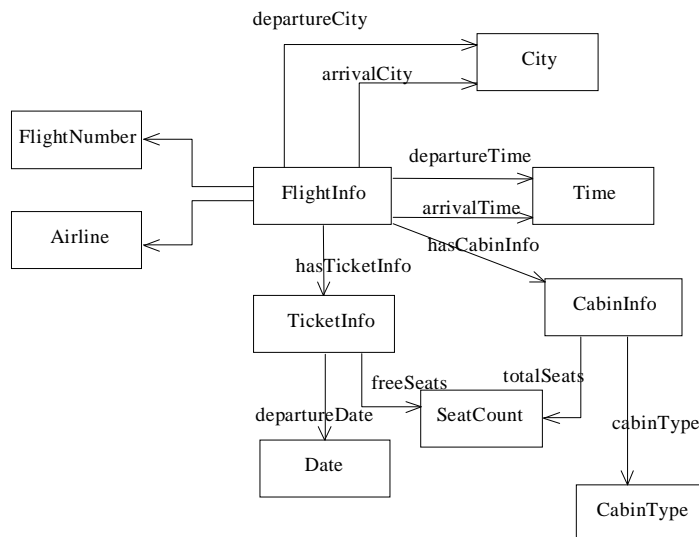 departureCity
City
arrivalCity
FlightNumber
departureTime
FlightInfo
Time
arrivalTime
Airline
hasCabinInfo
hasTicketInfo
CabinInfo
TicketInfo
freeSeats
totalSeats
departureDate
SeatCount
cabinType
Date
CabinType